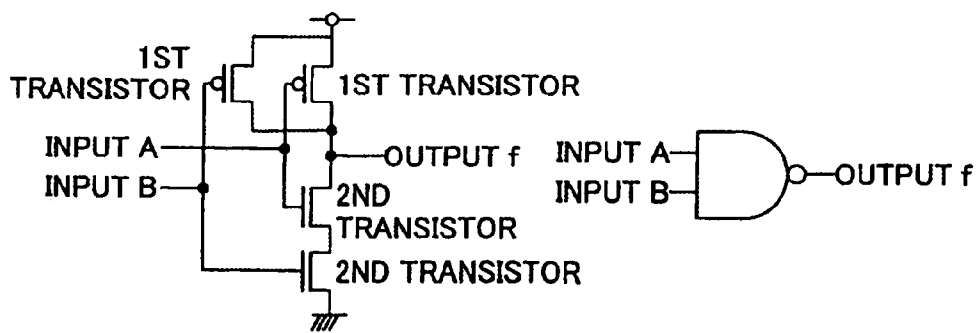 1ST
TRANSISTOR
1ST TRANSISTOR
INPUT A
OUTPUT f
INPUT B
2ND
TRANSISTOR
2ND TRANSISTOR
INPUT A
INPUT B
OUTPUT f